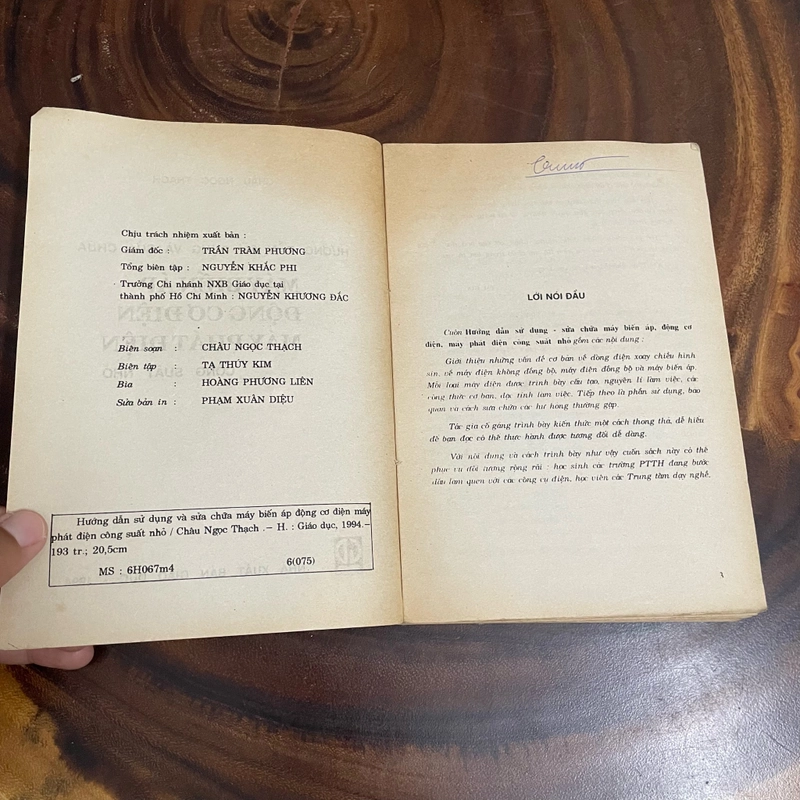 Chịu trách nhiệm xuất bản :
Giám đốc : TRẦN TRÂM PHƯƠNG
Tổng biên tập : NGUYỄN KHẮC PHI
Trưởng Chi nhánh NXB Giáo dục tại
thành phố Hồ Chí Minh : NGUYỄN KHƯƠNG ĐẮC
Biên soạn : CHÂU NGỌC THẠCH
Biên tập : TẠ THÚY KIM
Bìa : HOÀNG PHƯƠNG LIÊN
Sửa bản in : PHẠM XUÂN DIỆU
Hướng dẫn sử dụng và sửa chữa máy biến áp động cơ điện máy
phát điện công suất nhỏ / Châu Ngọc Thạch .– H. : Giáo dục, 1994.–
193 tr.; 20,5cm
6(075)
MS : 6H067m4
LỜI NÓI ĐẦU
Cuốn Hướng dẫn sử dụng - sửa chữa máy biến áp, động cơ
điện, máy phát điện công suất nhỏ gồm các nội dung :
Giới thiệu những vấn đề cơ bản về dòng điện xoay chiều hình
sin, về máy điện không đồng bộ, máy điện đồng bộ và máy biến áp.
Mỗi loại máy điện được trình bày cấu tạo, nguyên lí làm việc, các
công thức cơ bản, đặc tính làm việc. Tiếp theo là phần sử dụng, bảo
quản và cách sửa chữa các hư hỏng thường gặp.
Tác giả cố gắng trình bày kiến thức một cách thong thả, dễ hiểu
để bạn đọc có thể thực hành được tương đối dễ dàng.
Với nội dung và cách trình bày như vậy cuốn sách này có thể
phục vụ đối tượng rộng rãi : học sinh các trường PTTH đang bước
đầu làm quen với các công cụ điện, học viên các Trung tâm dạy nghề.
3